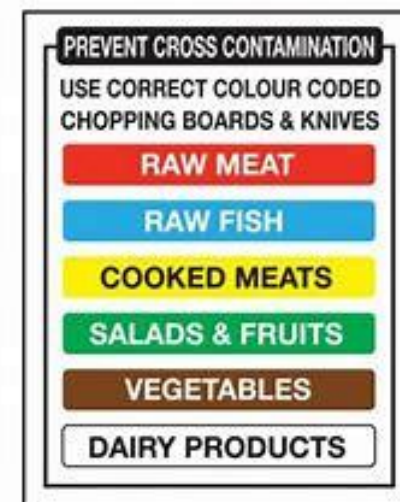 PREVENT CROSS CONTAMINATION
USE CORRECT COLOUR CODED
CHOPPING BOARDS & KNIVES
RAW MEAT
RAW FISH
COOKED MEATS
SALADS & FRUITS
VEGETABLES
DAIRY PRODUCTS